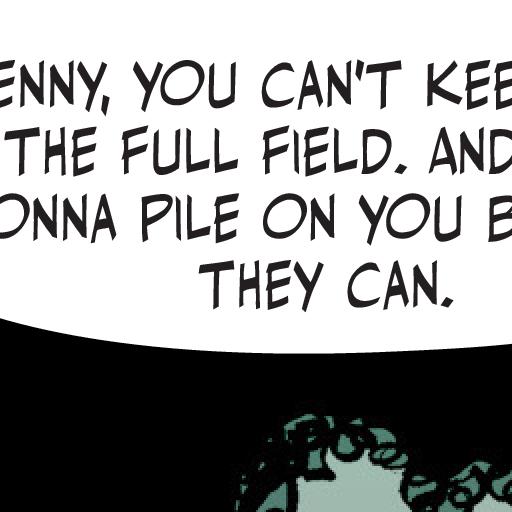 ENNY, YOU CAN'T KEE
THE FULL FIELD. AND
ONNA PILE ON YOU B
THEY CAN.